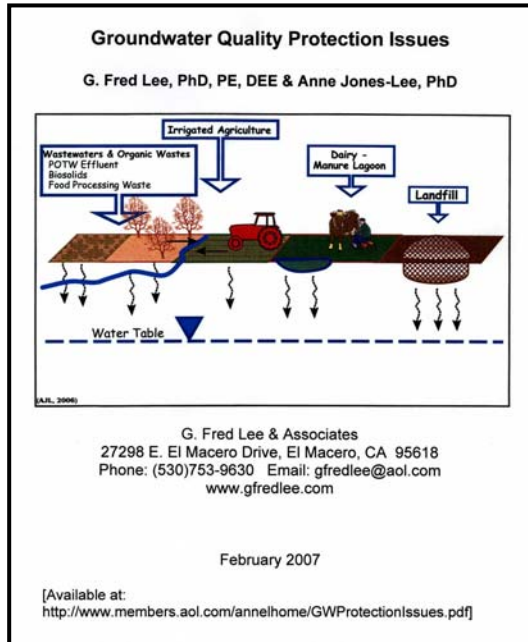 Groundwater Quality Protection Issues
G. Fred Lee, PhD, PE, DEE & Anne Jones-Lee, PhD
Irrigated Agriculture
Wastewaters & Organic Wastes
POTW Effluent
Biosolids
Food Processing Waste
Dairy -
Manure Lagoon
Landfill
Water Table
(AJL, 2006)
G. Fred Lee & Associates
27298 E. El Macero Drive, El Macero, CA 95618
Phone: (530)753-9630 Email: gfredlee@aol.com
www.gfredlee.com
February 2007
[Available at:
http://www.members.aol.com/annelhome/GWProtectionIssues.pdf]